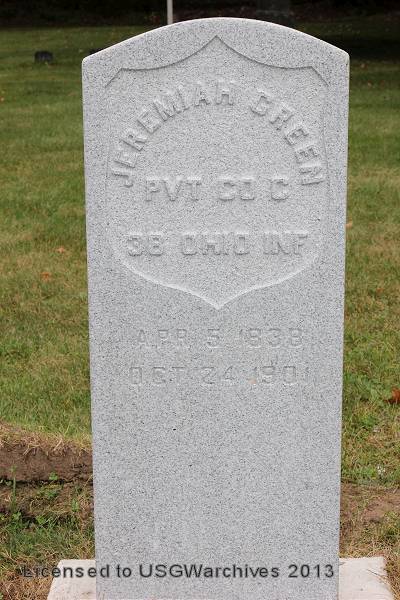 JEREMIAH GREEN
PVT CO C
38 OHIO INF
APR 5 1838
OCT 24 1901
Licensed to USGWarchives 2013